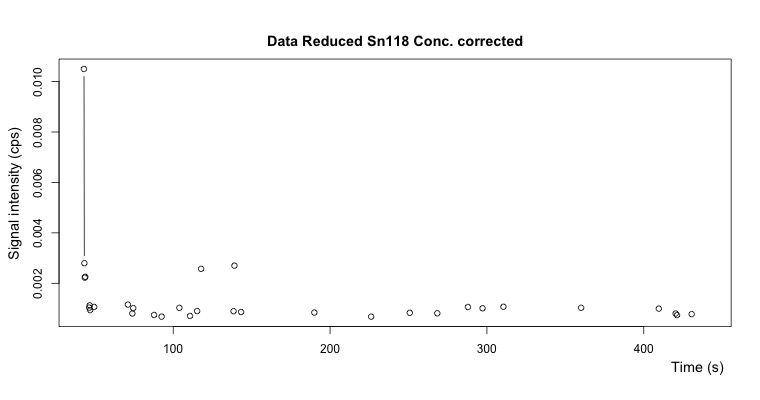 Data Reduced Sn118 Conc. corrected
Signal intensity (cps)
0.010
0.008
0.006
0.004
0.002
100 200 300 400
Time (s)